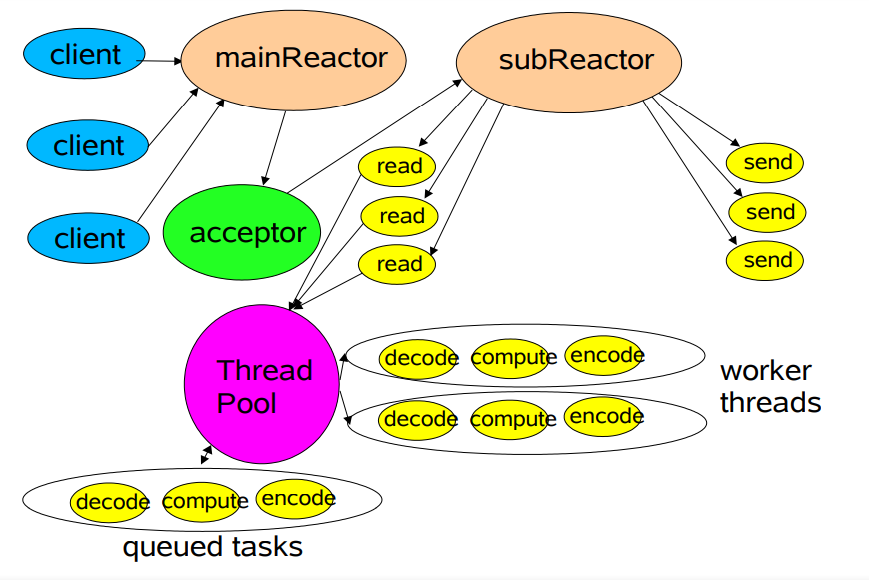 client
mainReactor
subReactor
client
read
send
read
send
client
acceptor
read
send
Thread
Pool
decode
compute
encode
worker
threads
decode
compute
encode
decode
compute
encode
queued tasks